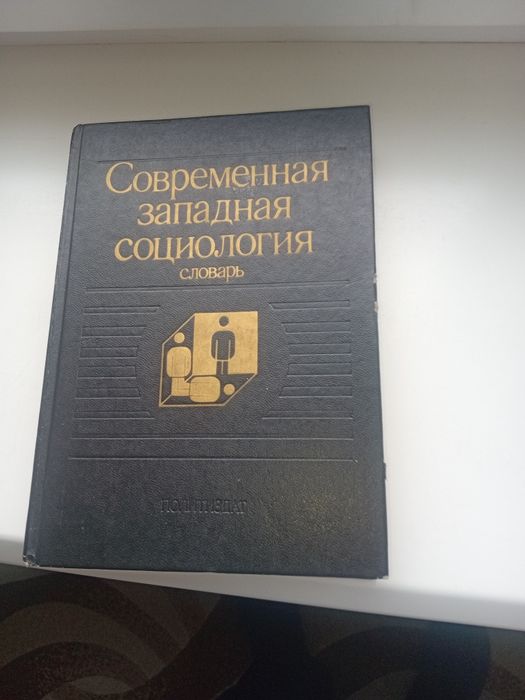 Современная
западная
социология
словарь
ПОЛИТИЗДАТ